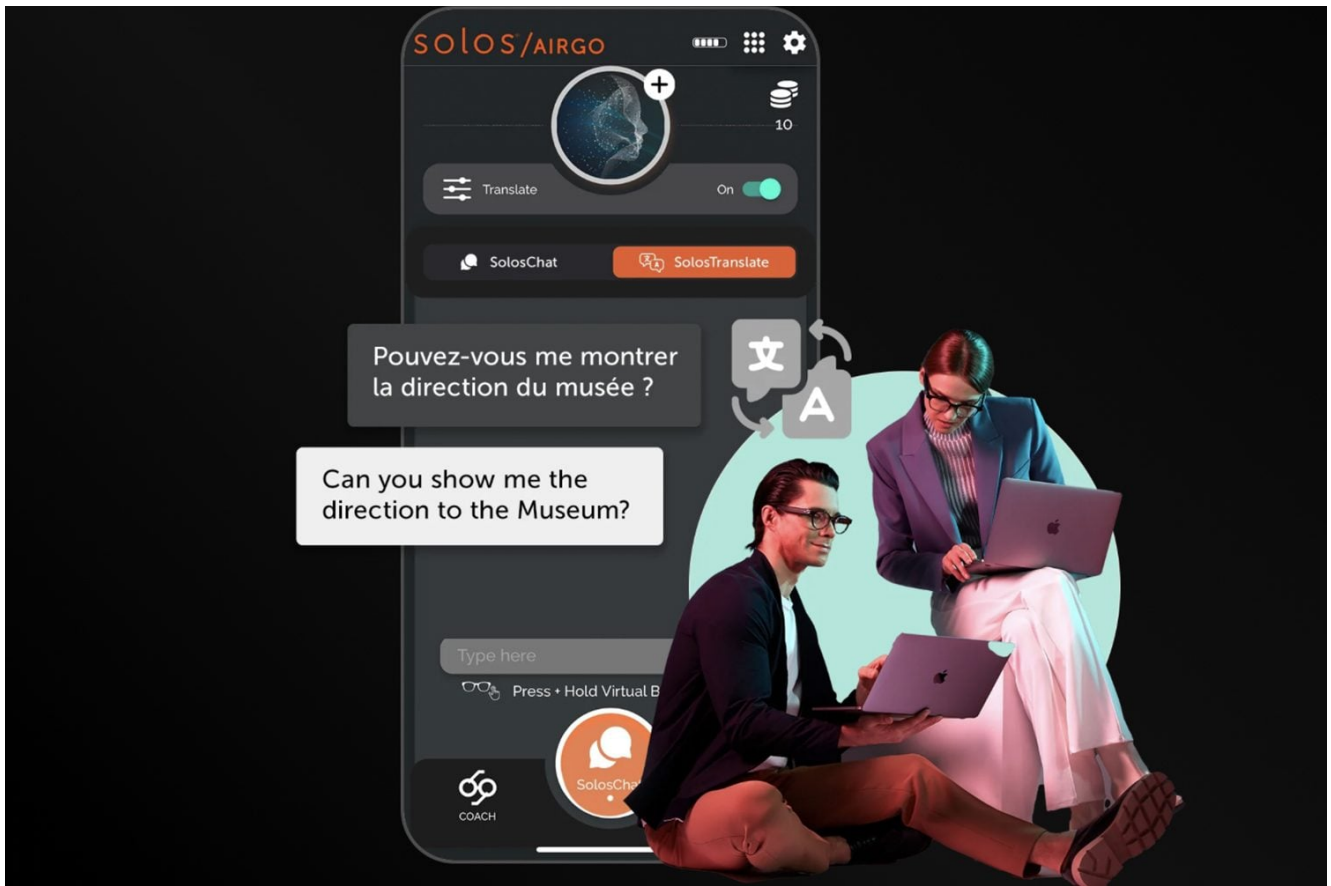 solos/AIRGO
10
Translate
On
SolosChat
SolosTranslate
Pouvez-vous me montrer
la direction du musée ?
文
A
Can you show me the
direction to the Museum?
Type here
Press + Hold Virtual
COACH